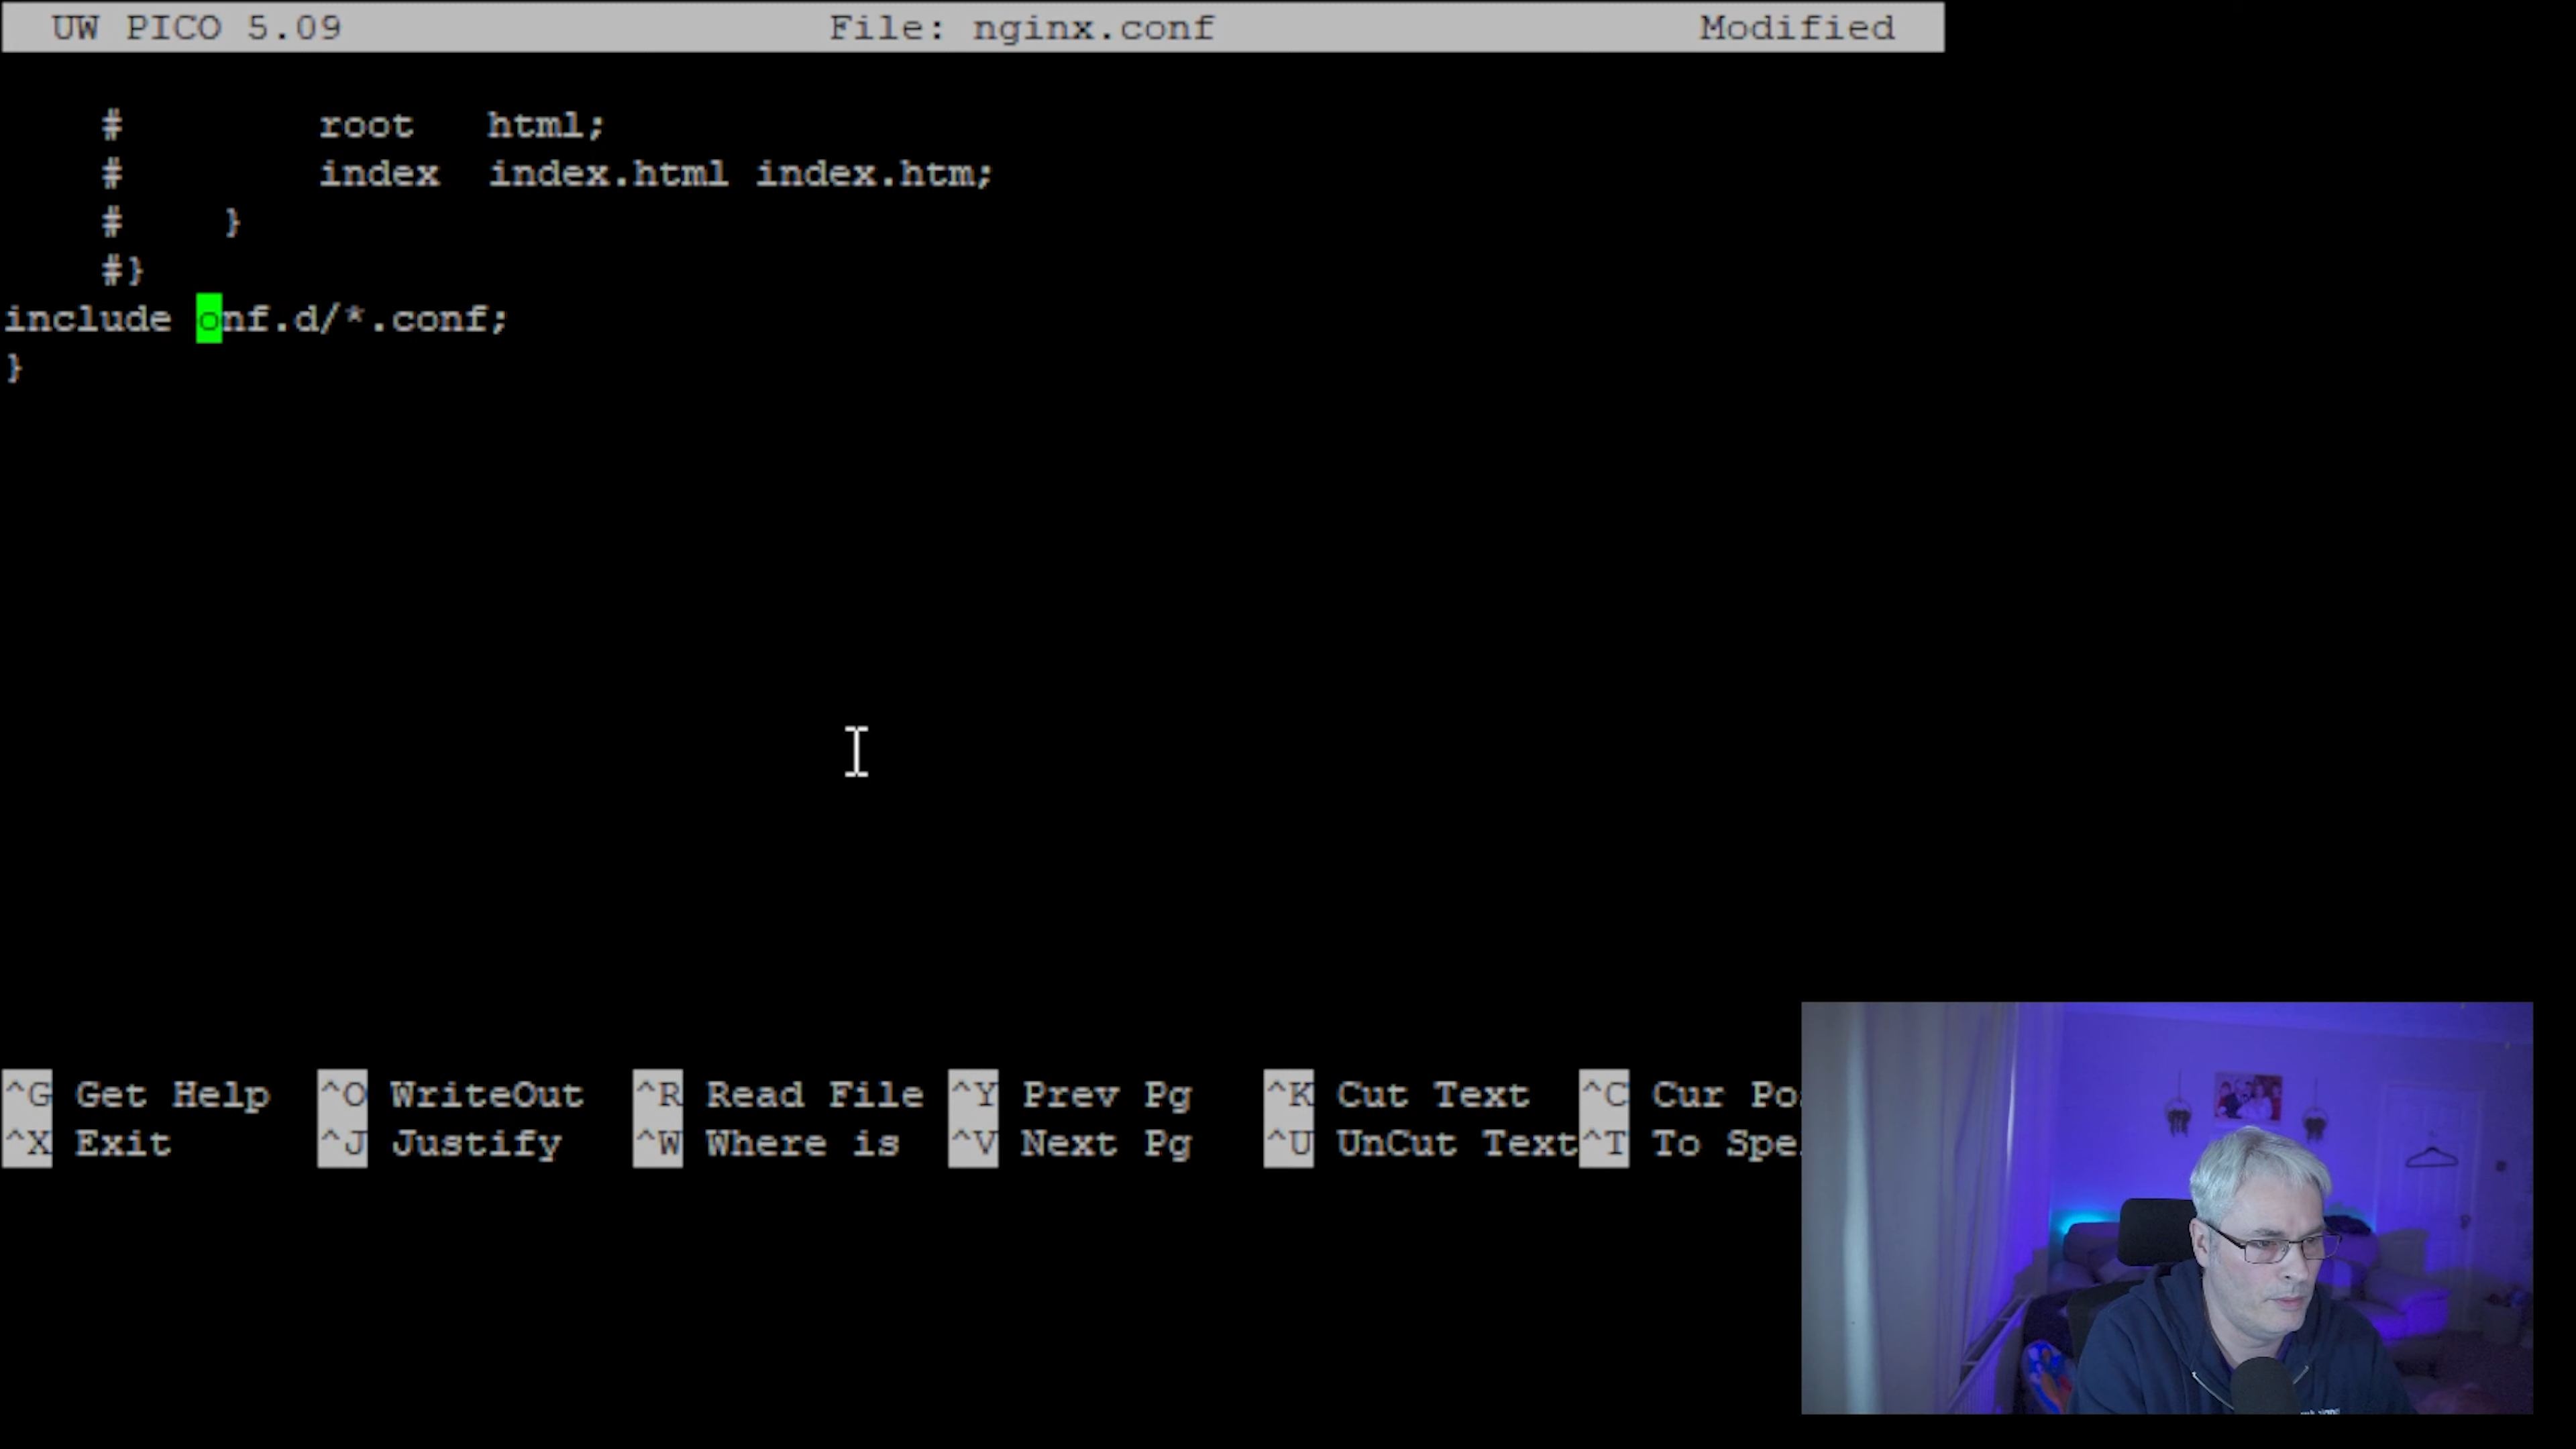 UW PICO 5.09 File: nginx.conf Modified
# root html;
# index index.html index.htm;
# }
#}
include onf.d/*.conf;
}
^G Get Help ^O WriteOut ^R Read File ^Y Prev Pg ^K Cut Text ^C Cur Po
^X Exit ^J Justify ^W Where is ^V Next Pg ^U UnCut Text ^T To Spe